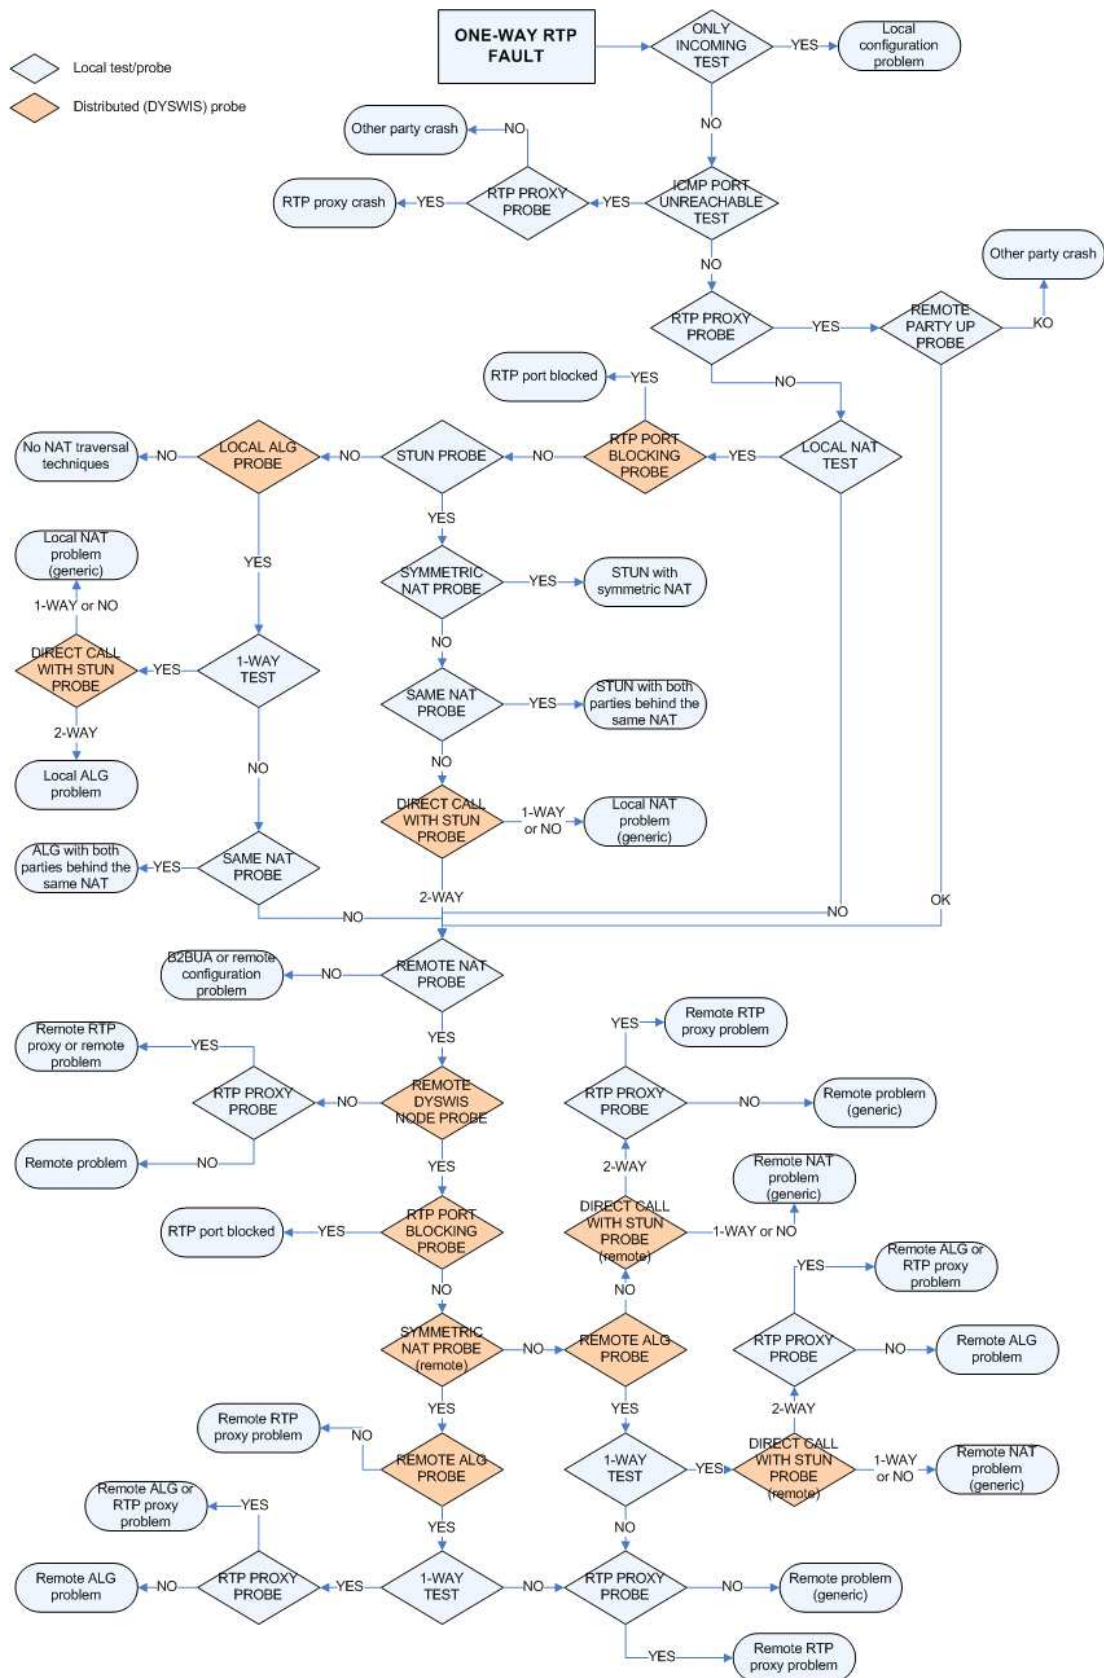 ONE-WAY RTP
FAULT
ONLY
INCOMING
TEST
YES
Local
configuration
problem
Local test/probe
Distributed (DYSWIS) probe
NO
Other party crash
NO
RTP proxy crash
YES
RTP PROXY
PROBE
YES
ICMP PORT
UNREACHABLE
TEST
NO
Other party crash
RTP PROXY
PROBE
YES
REMOTE
PARTY UP
PROBE
KO
RTP port blocked
YES
NO
No NAT traversal
techniques
NO
LOCAL ALG
PROBE
NO
STUN PROBE
NO
RTP PORT
BLOCKING
PROBE
YES
LOCAL NAT
TEST
YES
YES
Local NAT
problem
(generic)
SYMMETRIC
NAT PROBE
YES
STUN with
symmetric NAT
1-WAY or NO
NO
DIRECT CALL
WITH STUN
PROBE
YES
1-WAY
TEST
SAME NAT
PROBE
YES
STUN with both
parties behind the
same NAT
2-WAY
NO
NO
Local ALG
problem
DIRECT CALL
WITH STUN
PROBE
1-WAY
or NO
Local NAT
problem
(generic)
ALG with both
parties behind the
same NAT
YES
SAME NAT
PROBE
2-WAY
OK
NO
NO
B2BUA or remote
configuration
problem
NO
REMOTE NAT
PROBE
YES
Remote RTP
proxy problem
YES
Remote RTP
proxy or remote
problem
YES
RTP PROXY
PROBE
NO
REMOTE
DYSWIS
NODE PROBE
RTP PROXY
PROBE
NO
Remote problem
(generic)
Remote problem
NO
YES
2-WAY
Remote NAT
problem
(generic)
RTP port blocked
YES
RTP PORT
BLOCKING
PROBE
DIRECT CALL
WITH STUN
PROBE
(remote)
1-WAY or NO
NO
NO
YES
Remote ALG or
RTP proxy
problem
SYMMETRIC
NAT PROBE
(remote)
NO
REMOTE ALG
PROBE
RTP PROXY
PROBE
NO
Remote ALG
problem
YES
YES
2-WAY
Remote RTP
proxy problem
NO
REMOTE ALG
PROBE
1-WAY
TEST
YES
DIRECT CALL
WITH STUN
PROBE
(remote)
1-WAY
or NO
Remote NAT
problem
(generic)
Remote ALG
or RTP proxy
problem
YES
YES
NO
Remote ALG
problem
NO
RTP PROXY
PROBE
YES
1-WAY
TEST
NO
RTP PROXY
PROBE
NO
Remote problem
(generic)
YES
Remote RTP
proxy problem